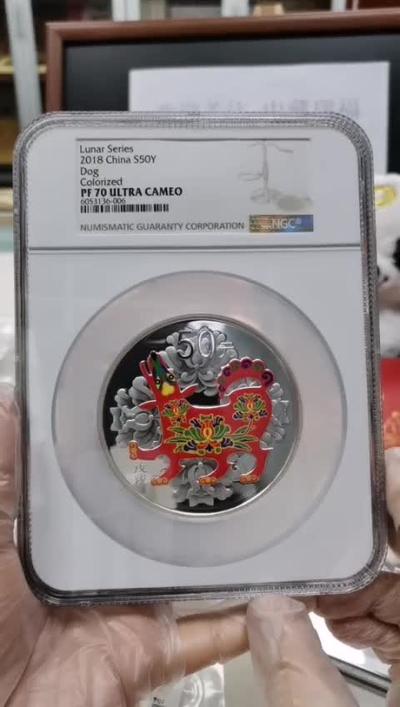 Lunar Series
2018 China S50Y
Dog
Colorized
PF 70 ULTRA CAMEO
6053136-006
NUMISMATIC GUARANTY CORPORATION
NGC®
50元
戊戌